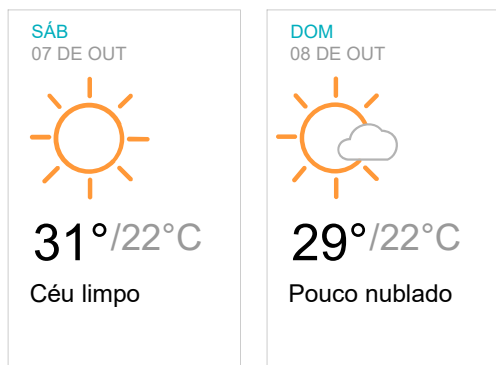 SÁB
07 DE OUT
31°/22°C
Céu limpo
DOM
08 DE OUT
29°/22°C
Pouco nublado